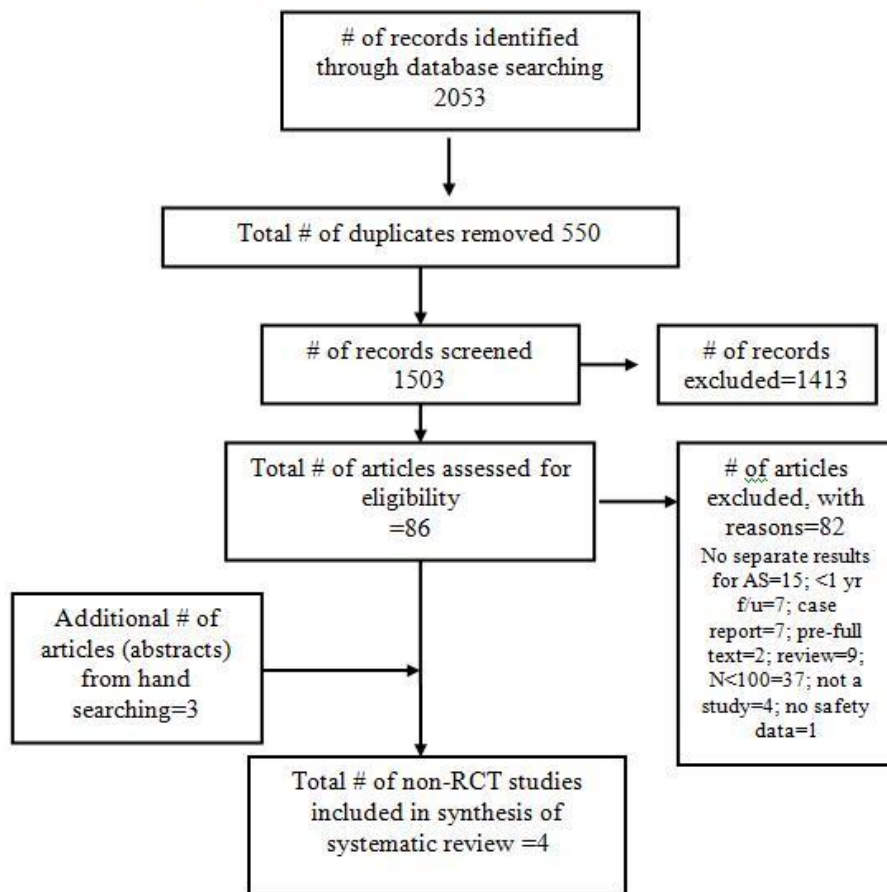 # of records identified
through database searching
2053
Total # of duplicates removed 550
# of records screened
1503
# of records
excluded=1413
Total # of articles assessed for
eligibility
=86
# of articles
excluded, with
reasons=82
No separate results
for AS=15; <1 yr
f/u=7; case
report=7; pre-full
text=2; review=9;
N<100=37; not a
study=4; no safety
data=1
Additional # of
articles (abstracts)
from hand
searching=3
Total # of non-RCT studies
included in synthesis of
systematic review =4